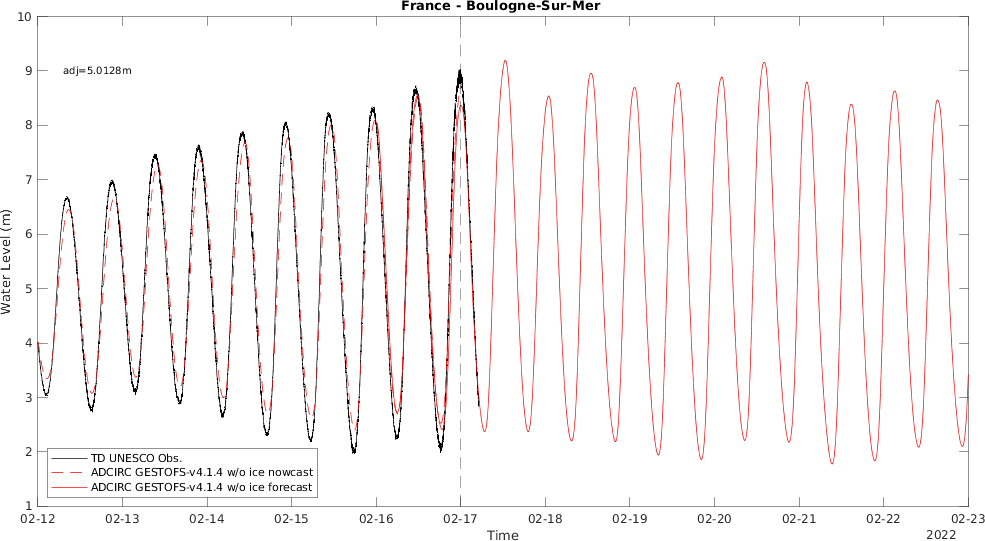 France - Boulogne-Sur-Mer
adj=5.0128m
Water Level (m)
10
9
8
7
6
5
4
3
2
1
TD UNESCO Obs.
ADCIRC GESTOFS-v4.1.4 w/o ice nowcast
ADCIRC GESTOFS-v4.1.4 w/o ice forecast
02-12 02-13 02-14 02-15 02-16 02-17 02-18 02-19 02-20 02-21 02-22 02-23
Time
2022